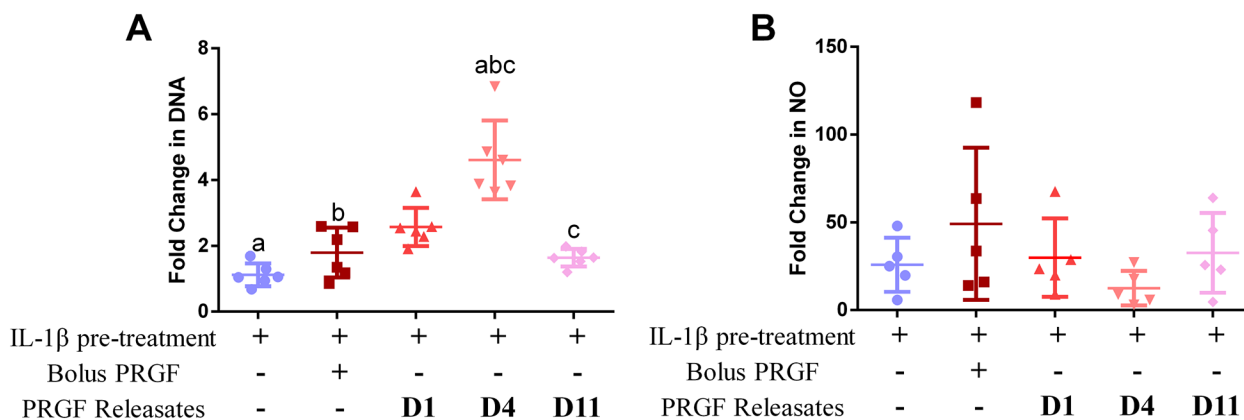 A
B
Fold Change in DNA
8
6
4
2
0
a
b
abc
c
Fold Change in NO
150
100
50
0
IL-1β pre-treatment + + + + +
Bolus PRGF - + - - -
PRGF Releasates - - D1 D4 D11
IL-1β pre-treatment + + + + +
Bolus PRGF - + - - -
PRGF Releasates - - D1 D4 D11